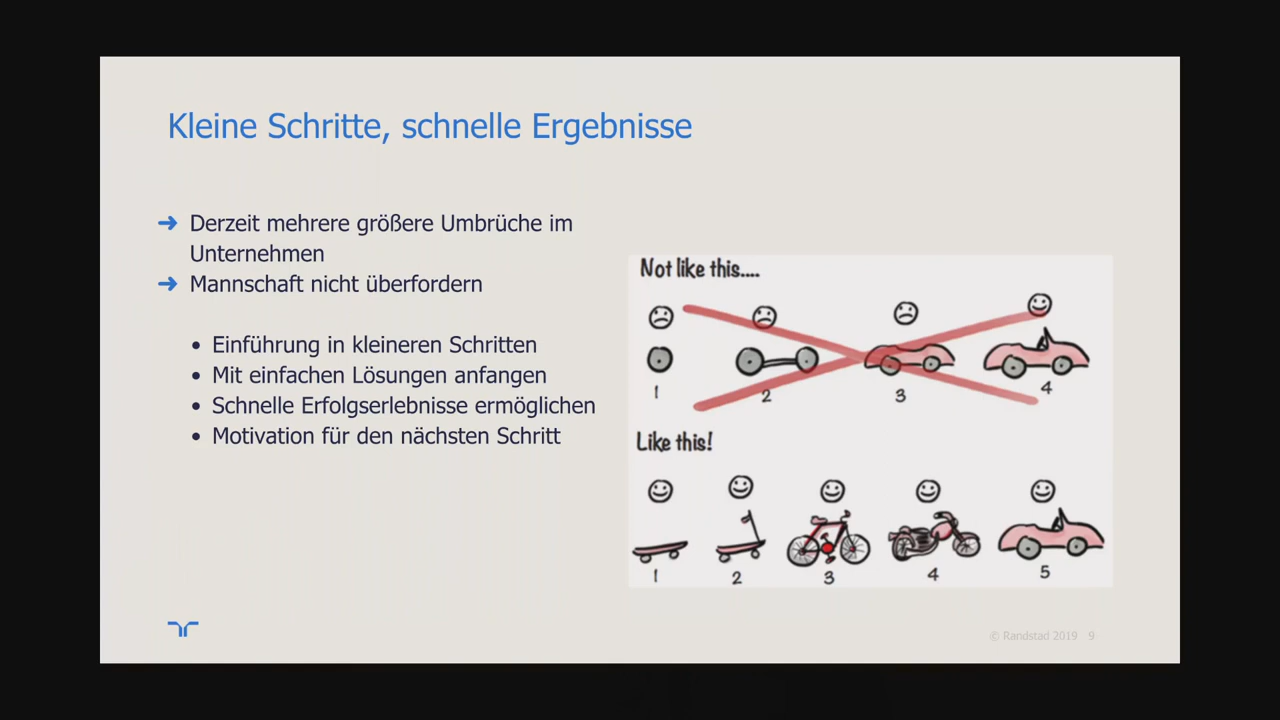 Kleine Schritte, schnelle Ergebnisse
➜ Derzeit mehrere größere Umbrüche im
Unternehmen
➜ Mannschaft nicht überfordern
• Einführung in kleineren Schritten
• Mit einfachen Lösungen anfangen
• Schnelle Erfolgserlebnisse ermöglichen
• Motivation für den nächsten Schritt
Not like this....
1 2 3 4
Like this!
1 2 3 4 5
© Randstad 2019 9